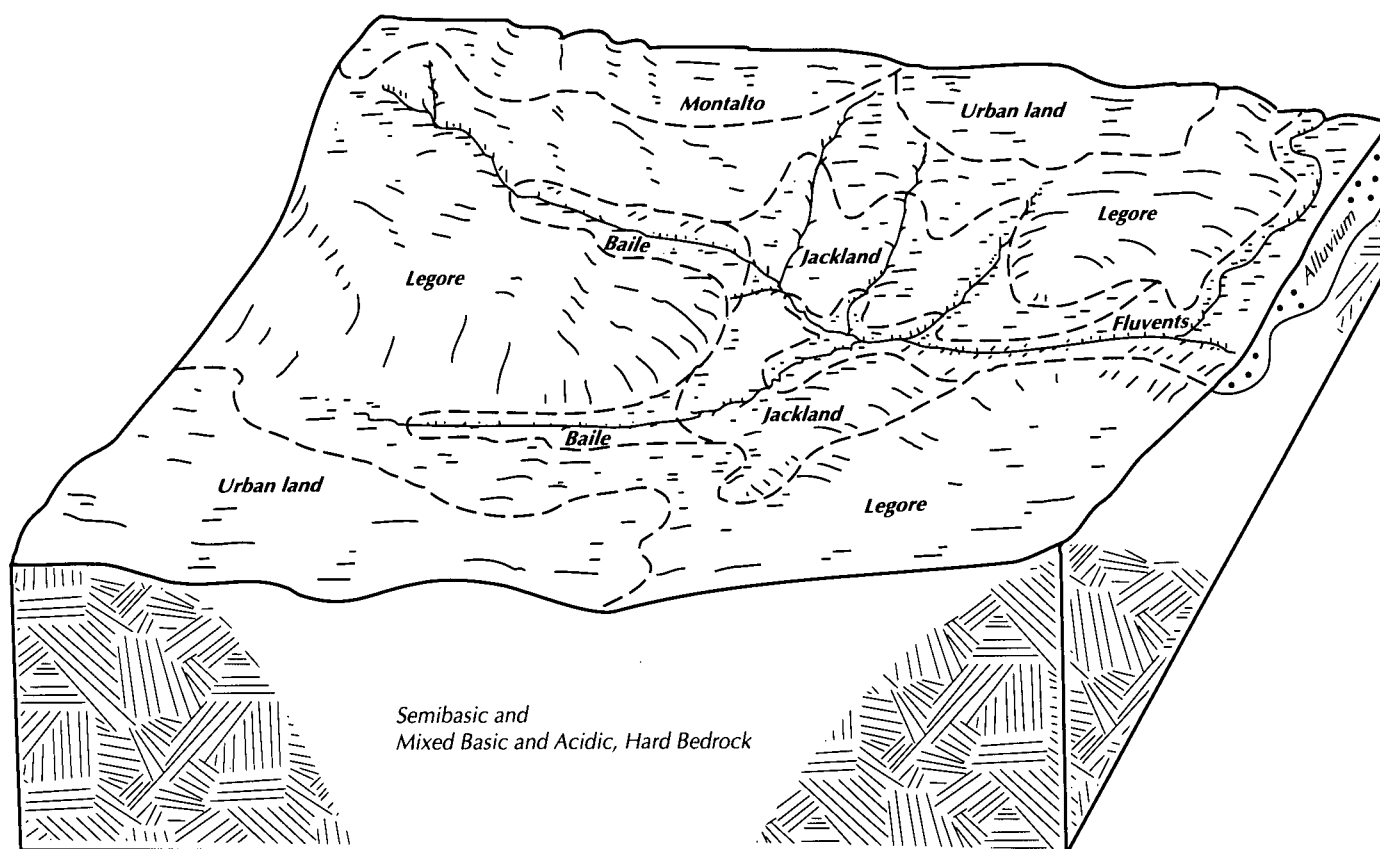 Montalto
Urban land
Legore
Alluvium
Baile
Jackland
Legore
Fluvents
Jackland
Baile
Urban land
Legore
Semibasic and
Mixed Basic and Acidic, Hard Bedrock